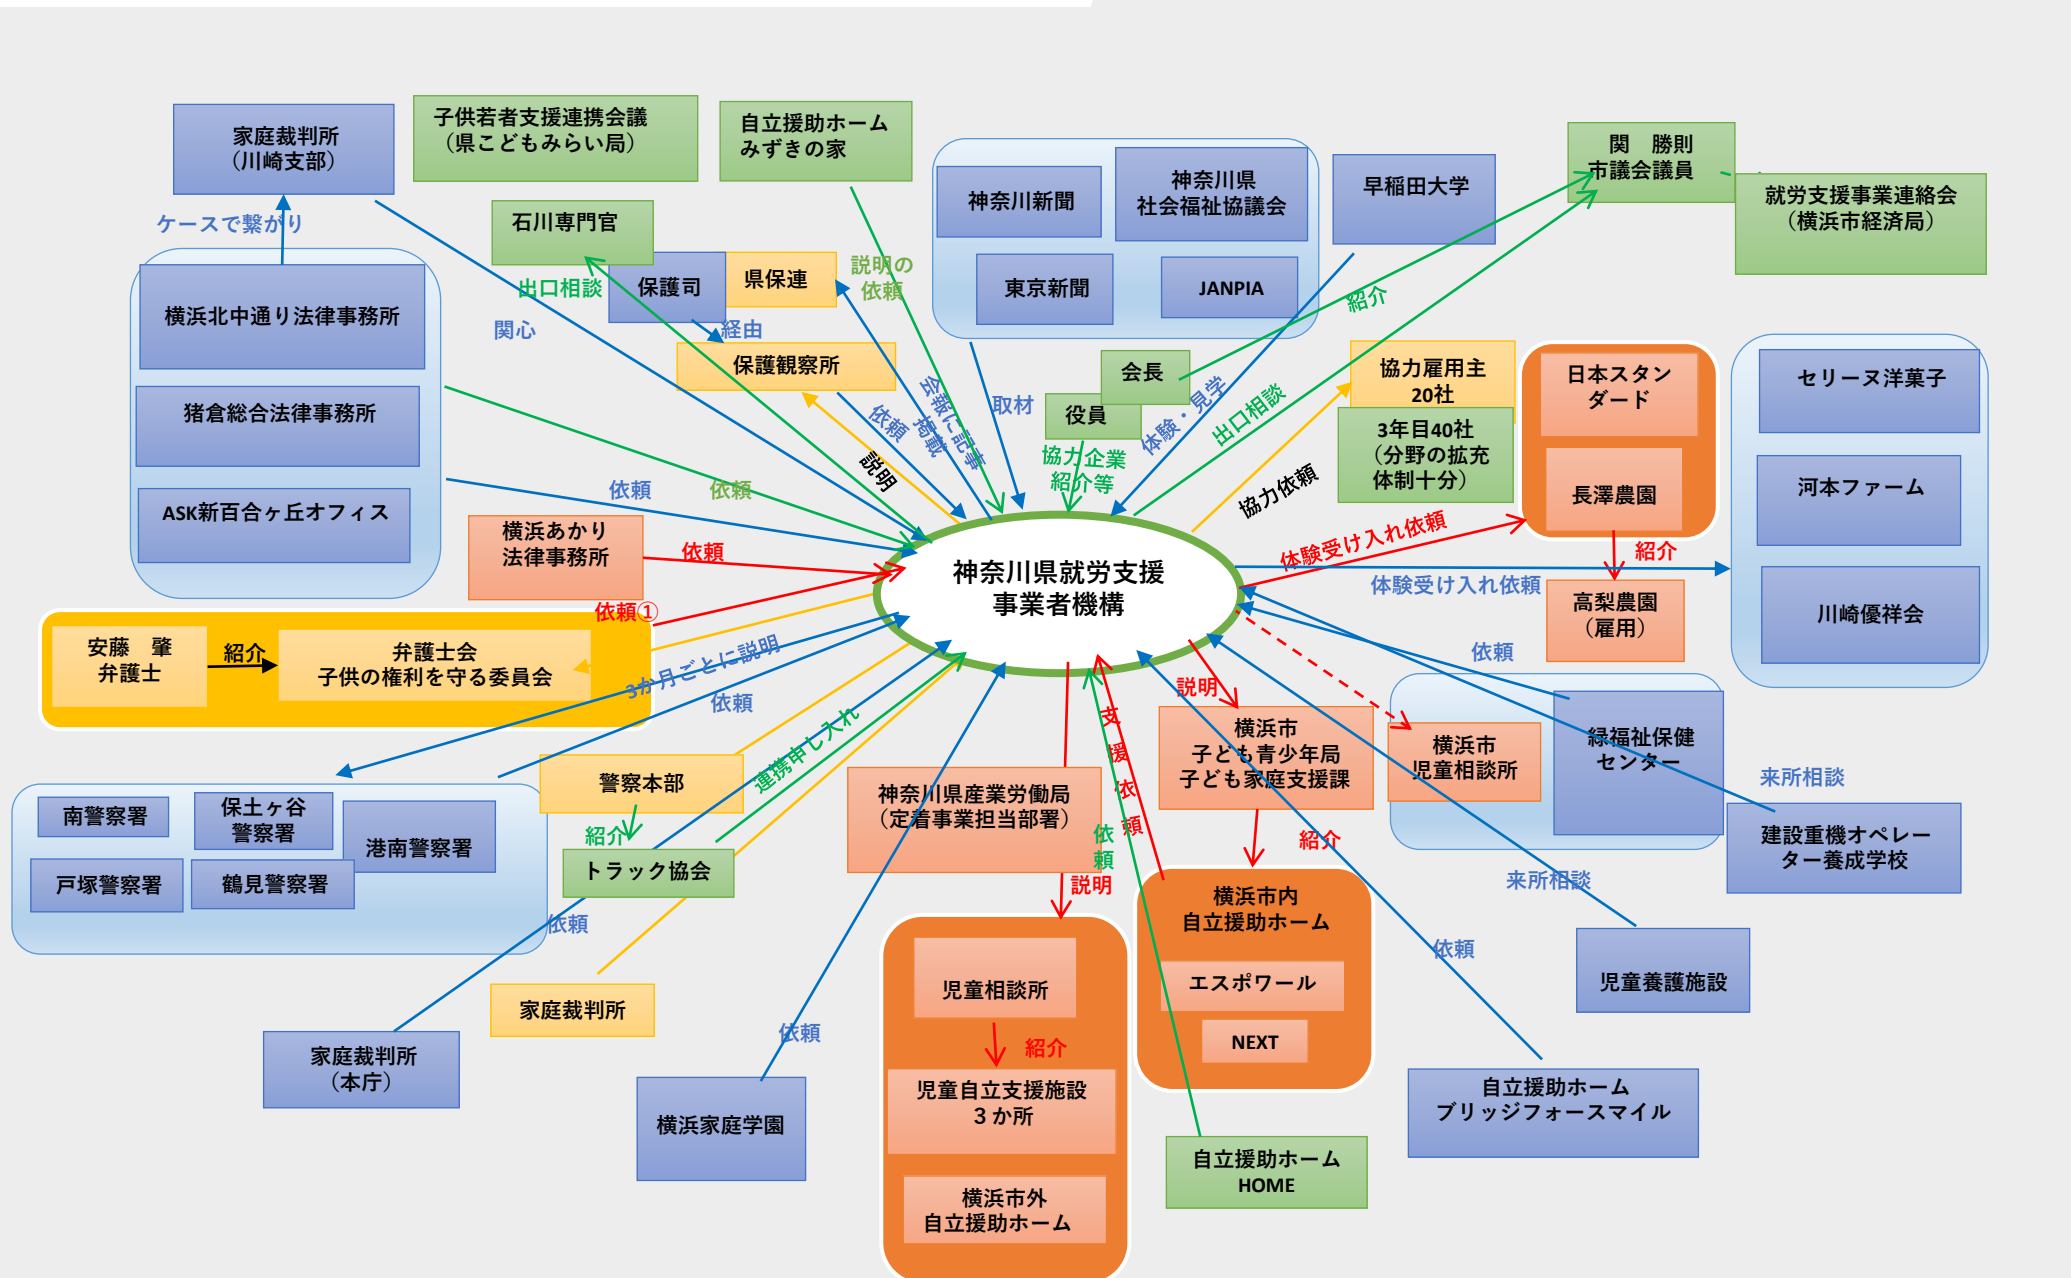 家庭裁判所
（川崎支部）
子供若者支援連携会議
（県こどもみらい局）
自立援助ホーム
みずきの家
神奈川新聞
神奈川県
社会福祉協議会
東京新聞
JANPIA
早稲田大学
関　勝則
市議会議員
就労支援事業連絡会
（横浜市経済局）
ケースで繋がり
石川専門官
出口相談
保護司
県保連
説明の
依頼
関心
経由
保護観察所
横浜北中通り法律事務所
猪倉総合法律事務所
ASK新百合ヶ丘オフィス
依頼
依頼
説明
依頼
会報に記事
掲載
取材
会長
役員
協力企業
紹介等
体験・見学
紹介
出口相談
協力依頼
協力雇用主
20社
3年目40社
（分野の拡充
体制十分）
日本スタン
ダード
長澤農園
紹介
高梨農園
（雇用）
セリーヌ洋菓子
河本ファーム
川崎優祥会
体験受け入れ依頼
体験受け入れ依頼
横浜あかり
法律事務所
依頼
依頼①
神奈川県就労支援
事業者機構
安藤　肇
弁護士
紹介
弁護士会
子供の権利を守る委員会
3か月ごとに説明
依頼
南警察署
保土ヶ谷
警察署
港南警察署
戸塚警察署
鶴見警察署
警察本部
紹介
トラック協会
連携申し入れ
依頼
家庭裁判所
家庭裁判所
（本庁）
依頼
横浜家庭学園
神奈川県産業労働局
（定着事業担当部署）
説明
児童相談所
紹介
児童自立支援施設
３か所
横浜市外
自立援助ホーム
支援依頼
依頼
説明
横浜市
子ども青少年局
子ども家庭支援課
紹介
横浜市内
自立援助ホーム
エスポワール
NEXT
自立援助ホーム
HOME
横浜市
児童相談所
依頼
緑福祉保健
センター
来所相談
建設重機オペレー
ター養成学校
来所相談
児童養護施設
依頼
自立援助ホーム
ブリッジフォースマイル